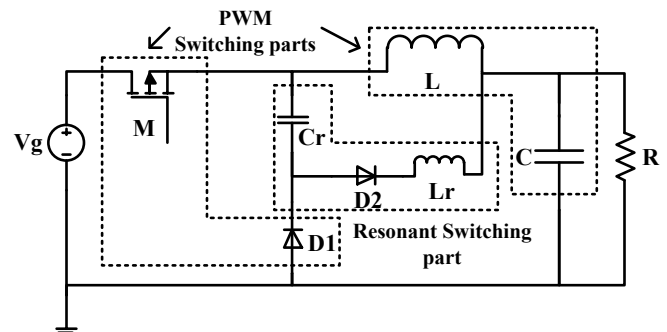 PWM
Switching parts
L
M
Vg
+
−
Cr
C
R
D2
Lr
D1
Resonant Switching
part